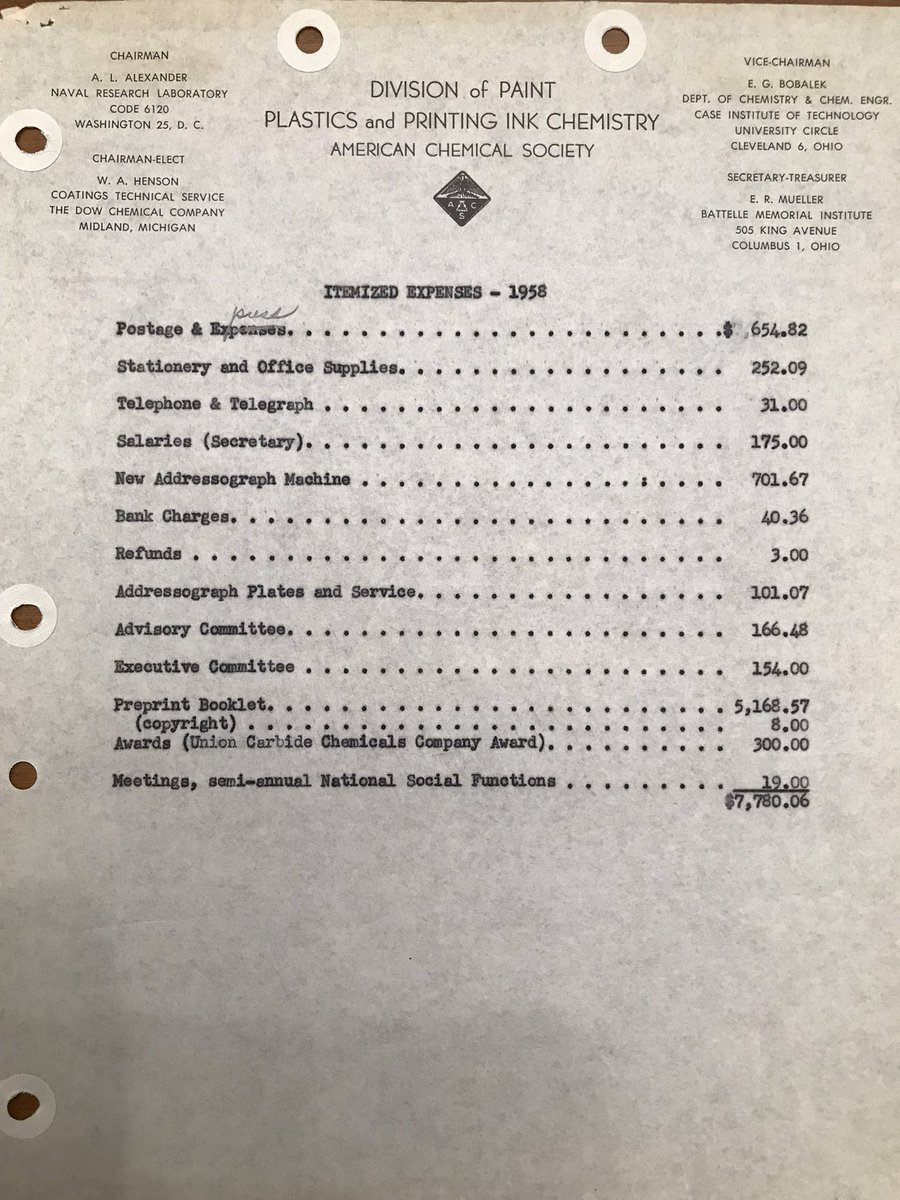 CHAIRMAN
A. L. ALEXANDER
NAVAL RESEARCH LABORATORY
CODE 6120
WASHINGTON 25, D. C.
CHAIRMAN-ELECT
W. A. HENSON
COATINGS TECHNICAL SERVICE
THE DOW CHEMICAL COMPANY
MIDLAND, MICHIGAN
DIVISION of PAINT
PLASTICS and PRINTING INK CHEMISTRY
AMERICAN CHEMICAL SOCIETY
A C S
VICE-CHAIRMAN
E. G. BOBALEK
DEPT. OF CHEMISTRY & CHEM. ENGR.
CASE INSTITUTE OF TECHNOLOGY
UNIVERSITY CIRCLE
CLEVELAND 6, OHIO
SECRETARY-TREASURER
E. R. MUELLER
BATTELLE MEMORIAL INSTITUTE
505 KING AVENUE
COLUMBUS 1, OHIO
ITEMIZED EXPENSES - 1958
press
Postage & Expenses. . . . . . . . . . . . . . . . . . . . . . . .$ 654.82
Stationery and Office Supplies. . . . . . . . . . . . . . . . . . 252.09
Telephone & Telegraph . . . . . . . . . . . . . . . . . . . . . . 31.00
Salaries (Secretary). . . . . . . . . . . . . . . . . . . . . . . 175.00
New Addressograph Machine . . . . . . . . . . . . . . . : . . . . 701.67
Bank Charges. . . . . . . . . . . . . . . . . . . . . . . . . . . 40.36
Refunds . . . . . . . . . . . . . . . . . . . . . . . . . . . . . 3.00
Addressograph Plates and Service. . . . . . . . . . . . . . . . . 101.07
Advisory Committee. . . . . . . . . . . . . . . . . . . . . . . . 166.48
Executive Committee . . . . . . . . . . . . . . . . . . . . . . . 154.00
Preprint Booklet. . . . . . . . . . . . . . . . . . . . . . . . . 5,168.57
(copyright) . . . . . . . . . . . . . . . . . . . . . . . . . . 8.00
Awards (Union Carbide Chemicals Company Award). . . . . . . . . . 300.00
Meetings, semi-annual National Social Functions . . . . . . . . . 19.00
$7,780.06